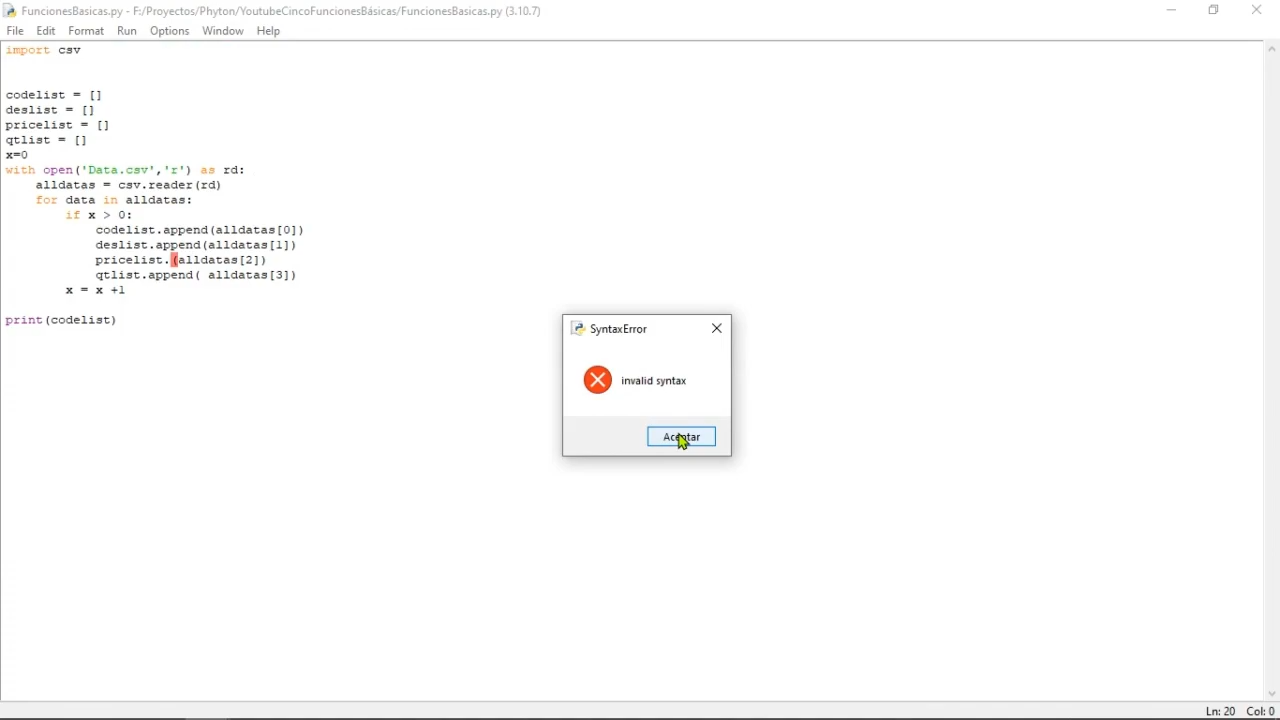 FuncionesBasicas.py - F:/Proyectos/Phyton/YoutubeCincoFuncionesBásicas/FuncionesBasicas.py (3.10.7)
File Edit Format Run Options Window Help
import csv
codelist = []
deslist = []
pricelist = []
qtlist = []
x=0
with open('Data.csv','r') as rd:
    alldatas = csv.reader(rd)
    for data in alldatas:
        if x > 0:
            codelist.append(alldatas[0])
            deslist.append(alldatas[1])
            pricelist.(alldatas[2])
            qtlist.append( alldatas[3])
        x = x +1
print(codelist)
SyntaxError
invalid syntax
Aceptar
Ln: 20 Col: 0